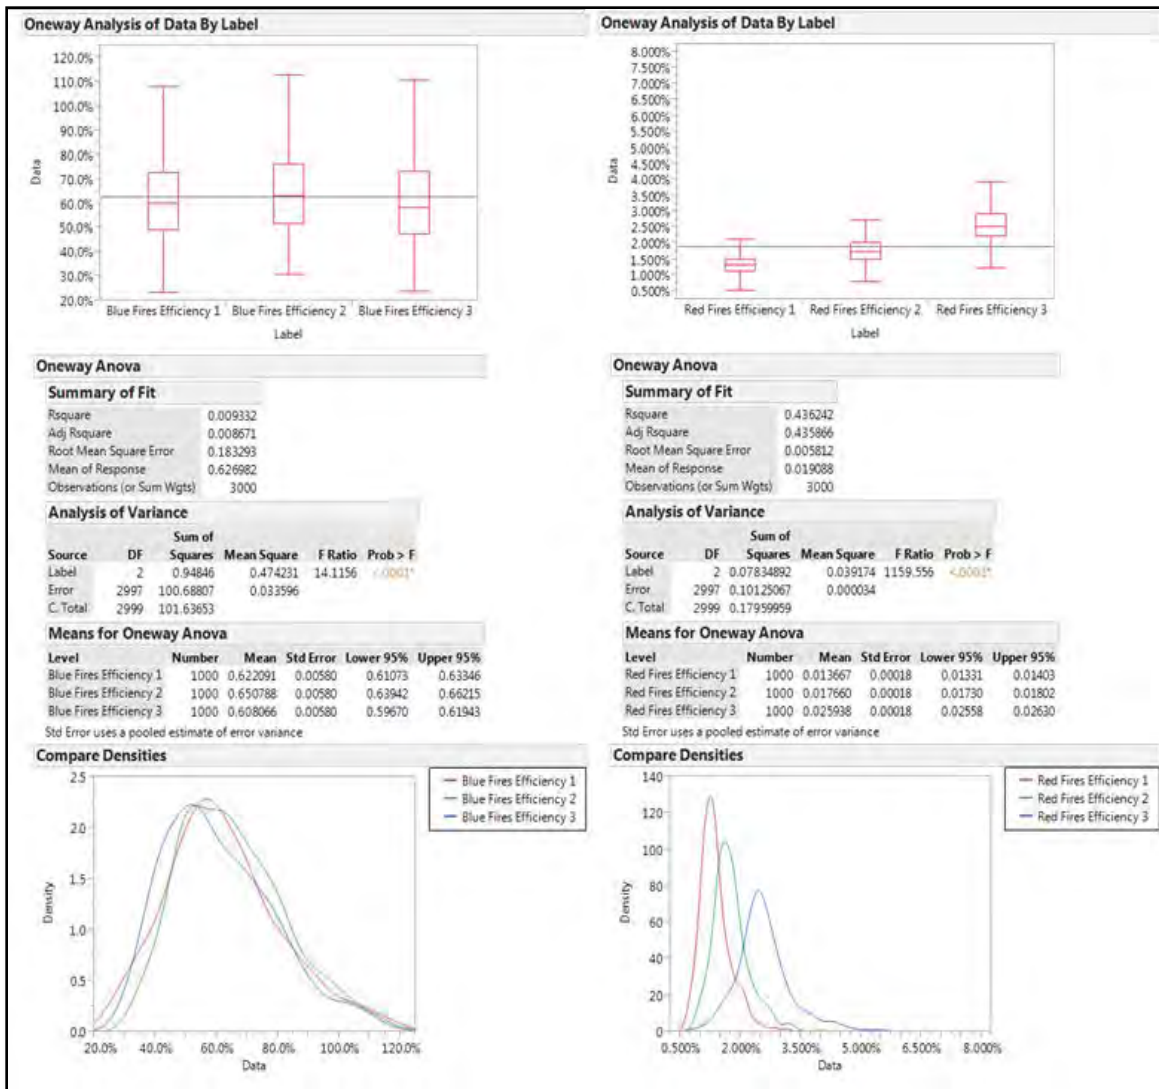 Oneway Analysis of Data By Label
120.0%
110.0%
100.0%
90.0%
80.0%
70.0%
60.0%
50.0%
40.0%
30.0%
20.0%
Data
Blue Fires Efficiency 1 Blue Fires Efficiency 2 Blue Fires Efficiency 3
Label
Oneway Anova
Summary of Fit
Rsquare 0.009332
Adj Rsquare 0.008671
Root Mean Square Error 0.183293
Mean of Response 0.626982
Observations (or Sum Wgts) 3000
Analysis of Variance
Sum of
Source DF Squares Mean Square F Ratio Prob > F
Label 2 0.94846 0.474231 14.1156 <.0001*
Error 2997 100.68807 0.033596
C. Total 2999 101.63653
Means for Oneway Anova
Level Number Mean Std Error Lower 95% Upper 95%
Blue Fires Efficiency 1 1000 0.622091 0.00580 0.61073 0.63346
Blue Fires Efficiency 2 1000 0.650788 0.00580 0.63942 0.66215
Blue Fires Efficiency 3 1000 0.608066 0.00580 0.59670 0.61943
Std Error uses a pooled estimate of error variance
Compare Densities
2.5
2.0
1.5
1.0
0.5
0.0
Density
20.0% 40.0% 60.0% 80.0% 100.0% 120.0%
Data
Blue Fires Efficiency 1
Blue Fires Efficiency 2
Blue Fires Efficiency 3
Oneway Analysis of Data By Label
8.000%
7.500%
7.000%
6.500%
6.000%
5.500%
5.000%
4.500%
4.000%
3.500%
3.000%
2.500%
2.000%
1.500%
1.000%
0.500%
Data
Red Fires Efficiency 1 Red Fires Efficiency 2 Red Fires Efficiency 3
Label
Oneway Anova
Summary of Fit
Rsquare 0.436242
Adj Rsquare 0.435866
Root Mean Square Error 0.005812
Mean of Response 0.019088
Observations (or Sum Wgts) 3000
Analysis of Variance
Sum of
Source DF Squares Mean Square F Ratio Prob > F
Label 2 0.07834892 0.039174 1159.556 <.0001*
Error 2997 0.10125067 0.000034
C. Total 2999 0.17959959
Means for Oneway Anova
Level Number Mean Std Error Lower 95% Upper 95%
Red Fires Efficiency 1 1000 0.013667 0.00018 0.01331 0.01403
Red Fires Efficiency 2 1000 0.017660 0.00018 0.01730 0.01802
Red Fires Efficiency 3 1000 0.025938 0.00018 0.02558 0.02630
Std Error uses a pooled estimate of error variance
Compare Densities
140
120
100
80
60
40
20
0
Density
0.500% 2.000% 3.500% 5.000% 6.500% 8.000%
Data
Red Fires Efficiency 1
Red Fires Efficiency 2
Red Fires Efficiency 3